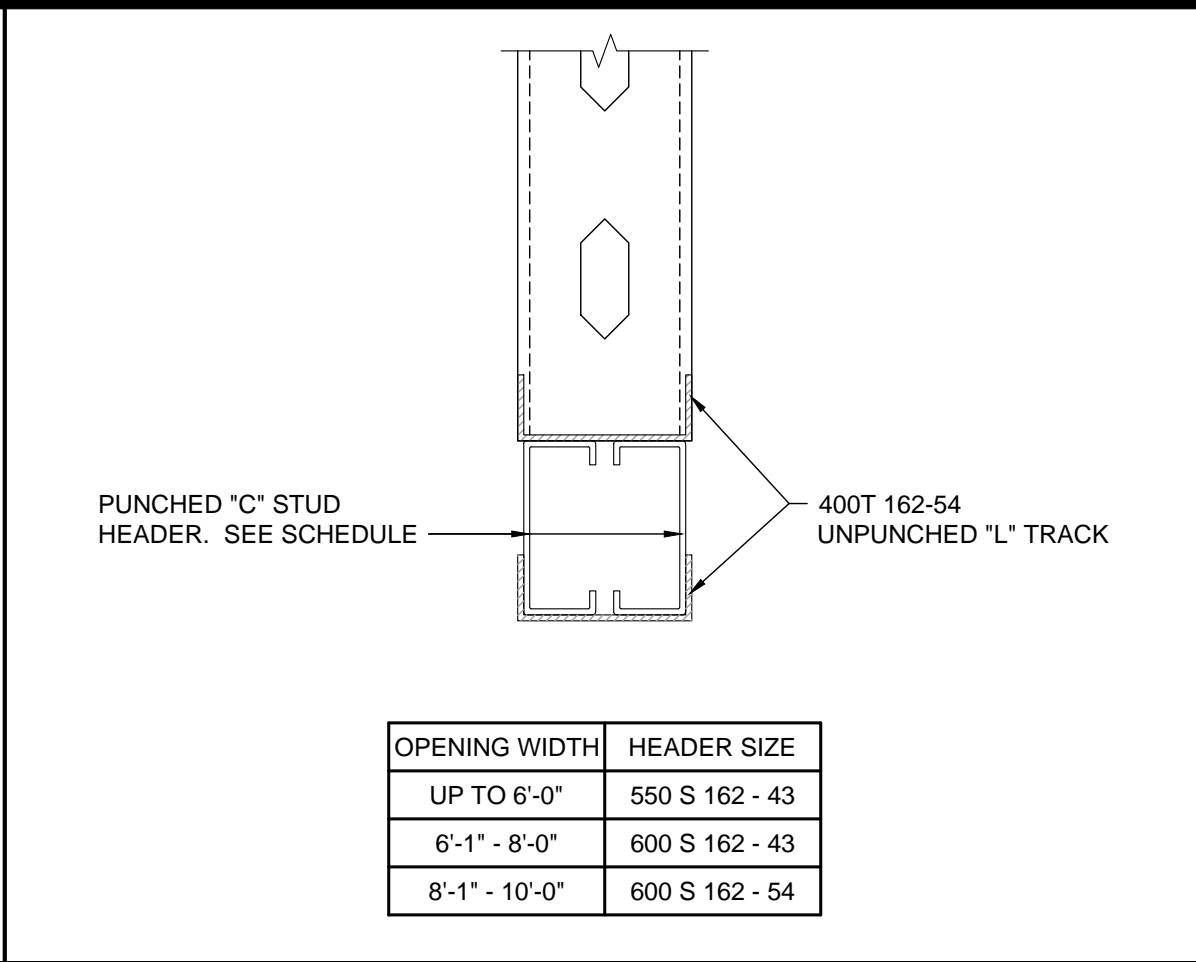 PUNCHED "C" STUD
HEADER. SEE SCHEDULE
400T 162-54
UNPUNCHED "L" TRACK
OPENING WIDTH HEADER SIZE
UP TO 6'-0" 550 S 162 - 43
6'-1" - 8'-0" 600 S 162 - 43
8'-1" - 10'-0" 600 S 162 - 54